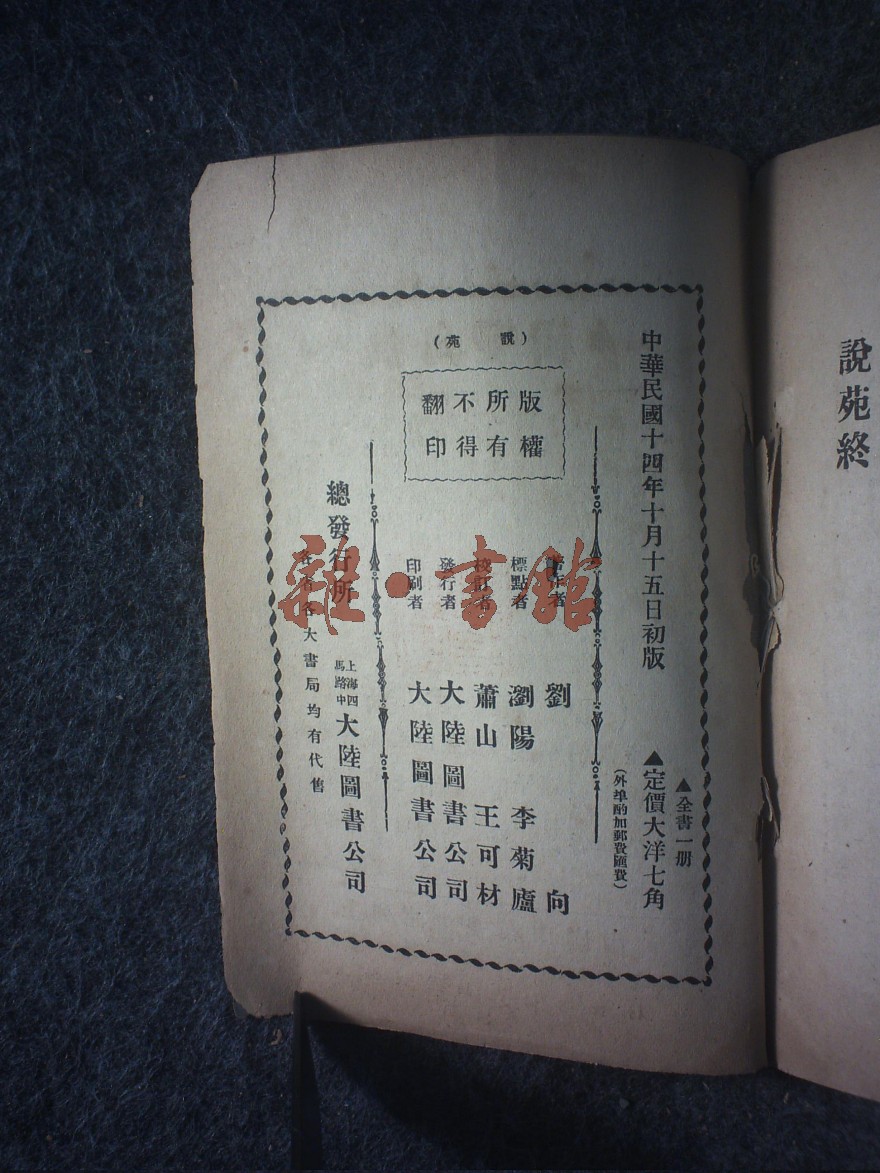 說苑終
中華民國十四年十月十五日初版
▲全書一册
▲定價大洋七角
(外埠酌加郵費匯費)
(說苑)
版權
所有
不得
翻印
著作者 劉向
標點者 瀏陽 李菊廬
校訂者 蕭山 王可材
發行者 大陸圖書公司
印刷者 大陸圖書公司
總發行所 上海四馬路中 大陸圖書公司
各省各大書局均有代售
雜·書館